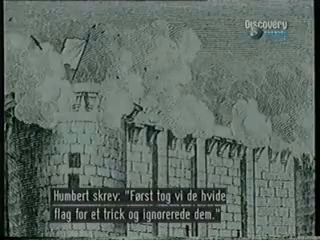 Discovery
Humbert skrev: "Først tog vi de hvide
flag for et trick og ignorerede dem."